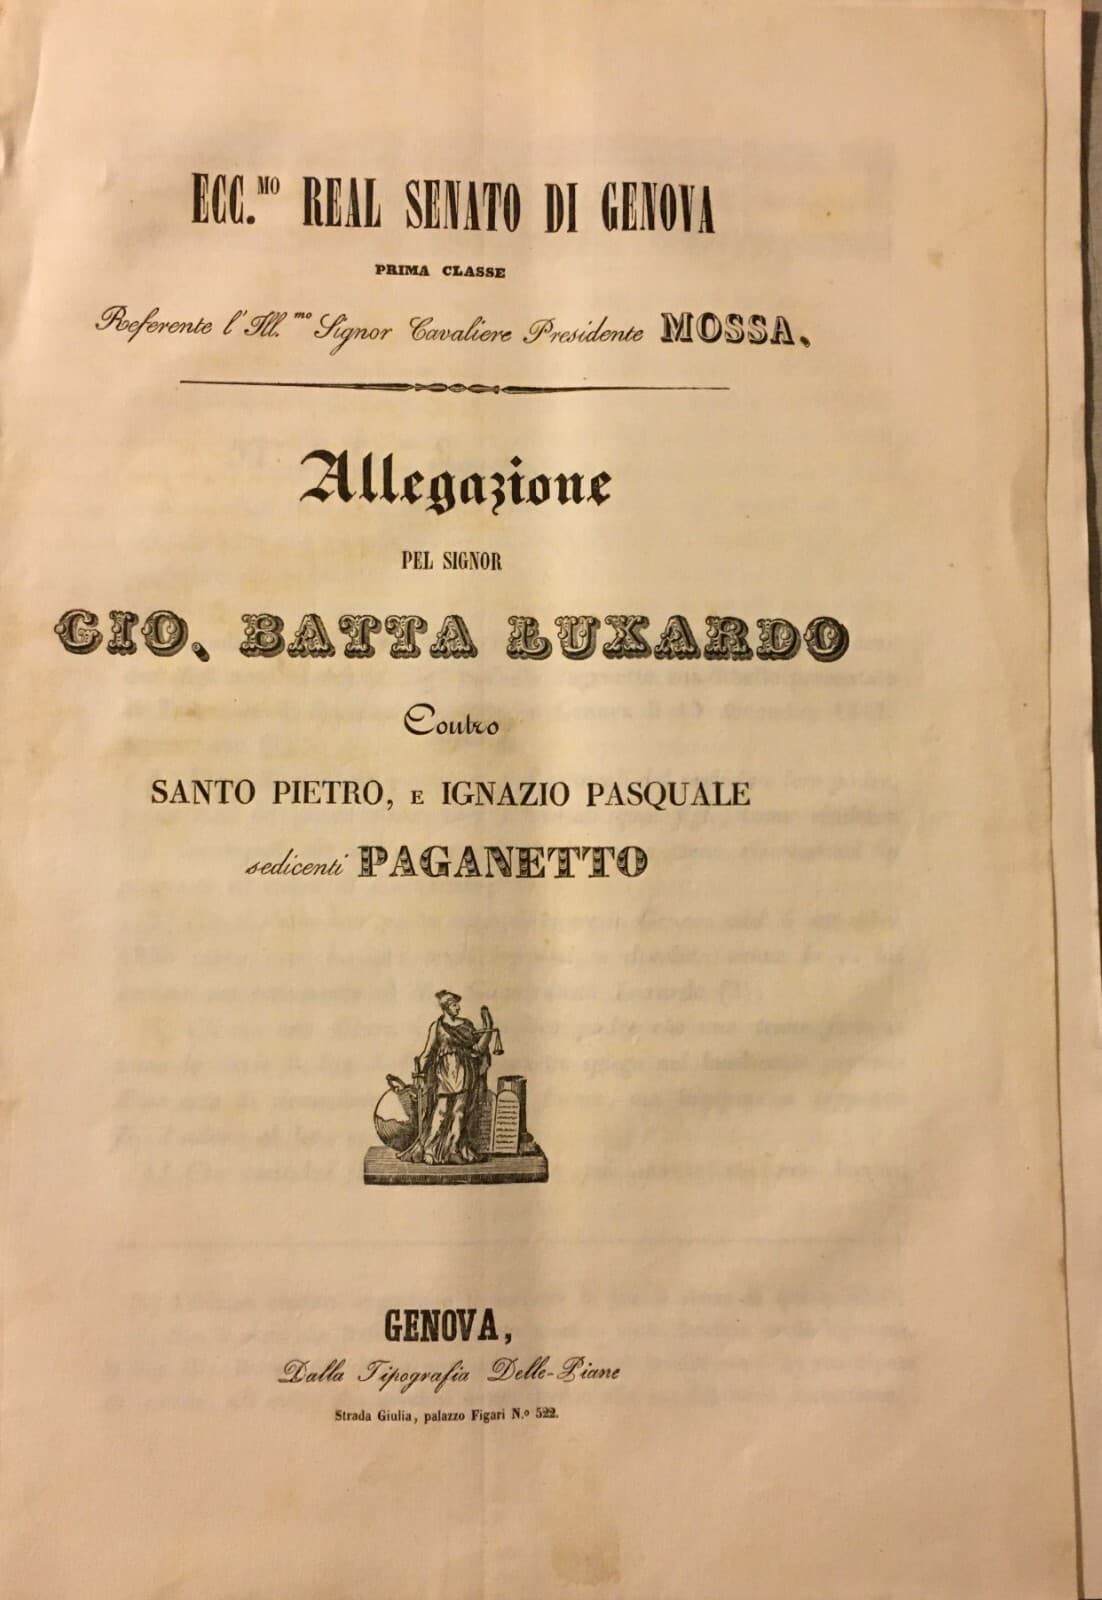 ECC.MO REAL SENATO DI GENOVA
PRIMA CLASSE
Referente l'Ill.mo Signor Cavaliere Presidente MOSSA.
Allegazione
PEL SIGNOR
GIO. BATTA LUXARDO
Contro
SANTO PIETRO, E IGNAZIO PASQUALE
sedicenti PAGANETTO
GENOVA,
Dalla Tipografia Delle-Piane
Strada Giulia, palazzo Figari N.o 522.